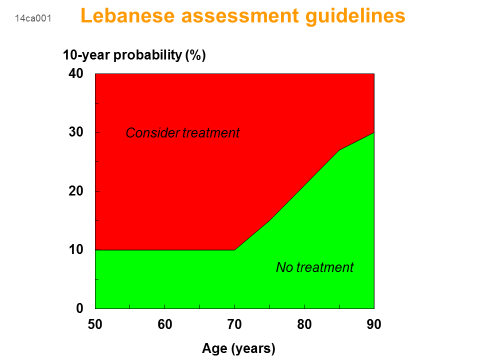 14ca001
Lebanese assessment guidelines
10-year probability (%)
40
Consider treatment
30
20
10
No treatment
0
50 60 70 80 90
Age (years)